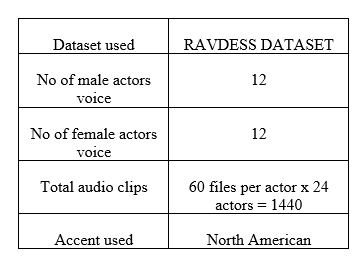 Dataset used
RAVDESS DATASET
No of male actors
voice
12
No of female actors
voice
12
Total audio clips
60 files per actor x 24
actors = 1440
Accent used
North American